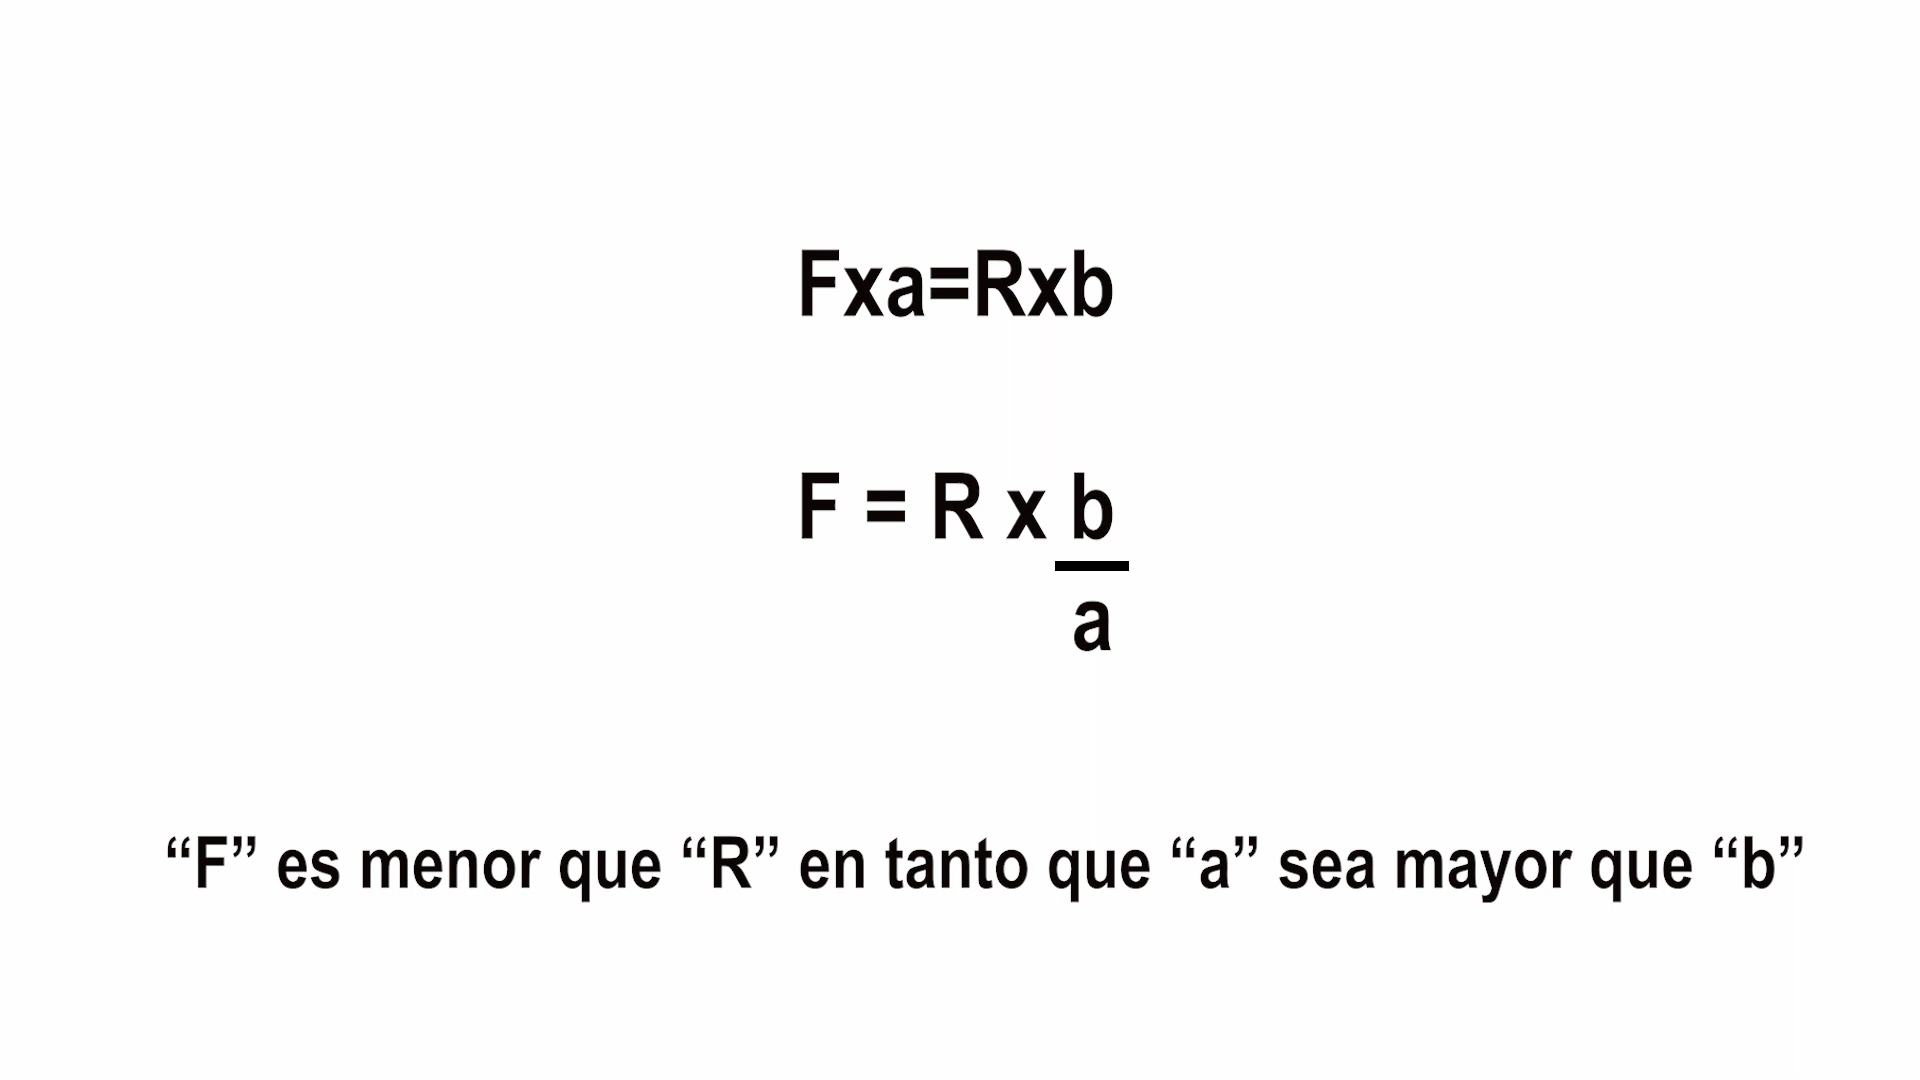 Fxa=Rxb
F = R x b
a
“F” es menor que “R” en tanto que “a” sea mayor que “b”